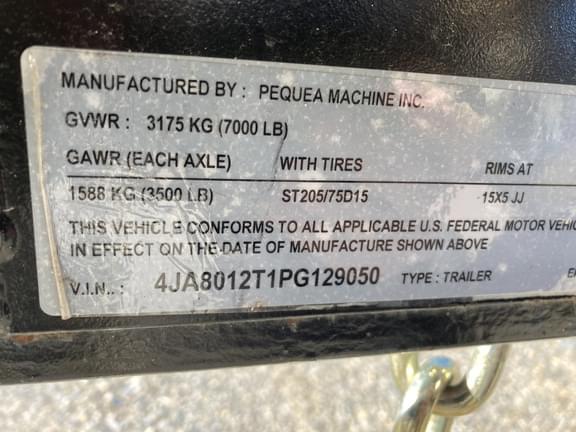 MANUFACTURED BY : PEQUEA MACHINE INC.
GVWR : 3175 KG (7000 LB)
GAWR (EACH AXLE) WITH TIRES RIMS AT
1588 KG (3500 LB) ST205/75D15 15X5 JJ
THIS VEHICLE CONFORMS TO ALL APPLICABLE U.S. FEDERAL MOTOR VEHIC
IN EFFECT ON THE DATE OF MANUFACTURE SHOWN ABOVE
V.I.N.. : 4JA8012T1PG129050 TYPE : TRAILER